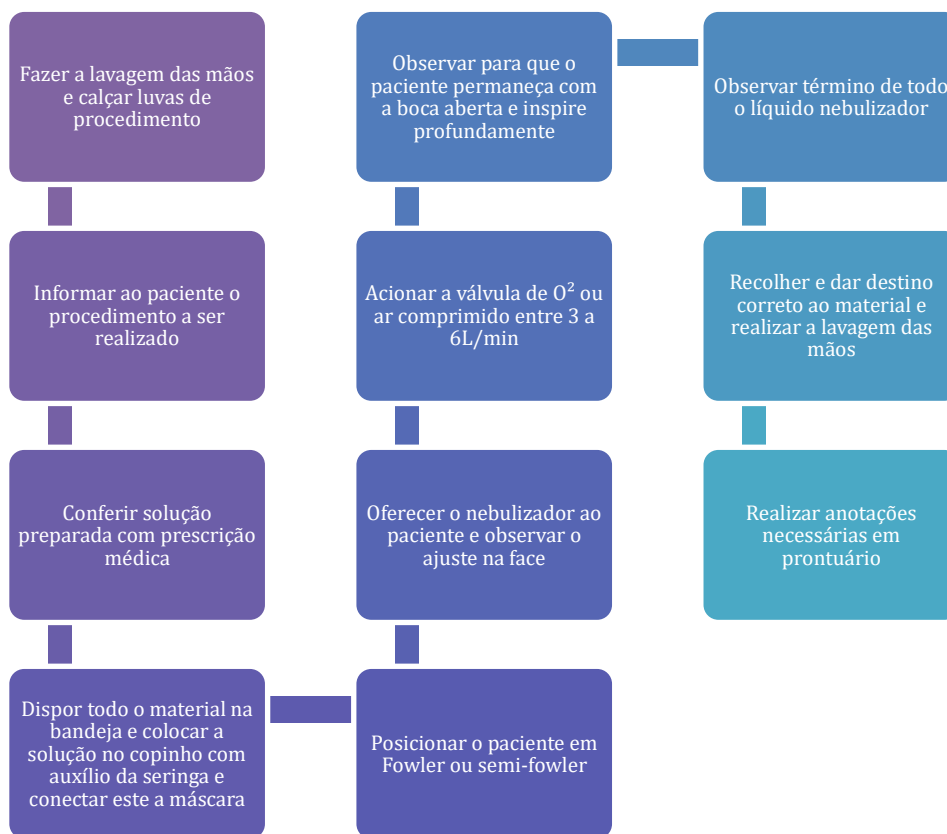 Fazer a lavagem das mãos
e calçar luvas de
procedimento
Informar ao paciente o
procedimento a ser
realizado
Conferir solução
preparada com prescrição
médica
Dispor todo o material na
bandeja e colocar a
solução no copinho com
auxílio da seringa e
conectar este a máscara
Posicionar o paciente em
Fowler ou semi-fowler
Oferecer o nebulizador ao
paciente e observar o
ajuste na face
Acionar a válvula de O² ou
ar comprimido entre 3 a
6L/min
Observar para que o
paciente permaneça com
a boca aberta e inspire
profundamente
Observar término de todo
o líquido nebulizador
Recolher e dar destino
correto ao material e
realizar a lavagem das
mãos
Realizar anotações
necessárias em
prontuário